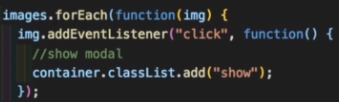 images.forEach(function(img) {
img.addEventListener("click", function() {
//show modal
container.classList.add("show");
});